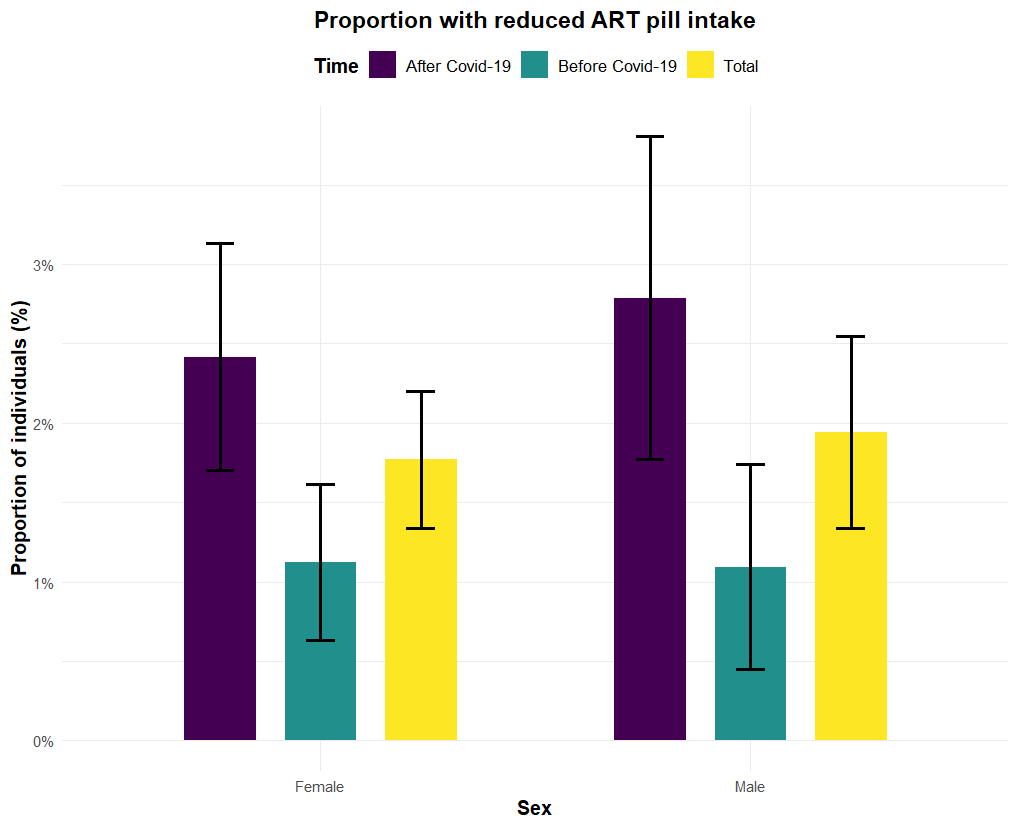 Proportion with reduced ART pill intake
Time After Covid-19 Before Covid-19 Total
Proportion of individuals (%)
3%
2%
1%
0%
Female Male
Sex